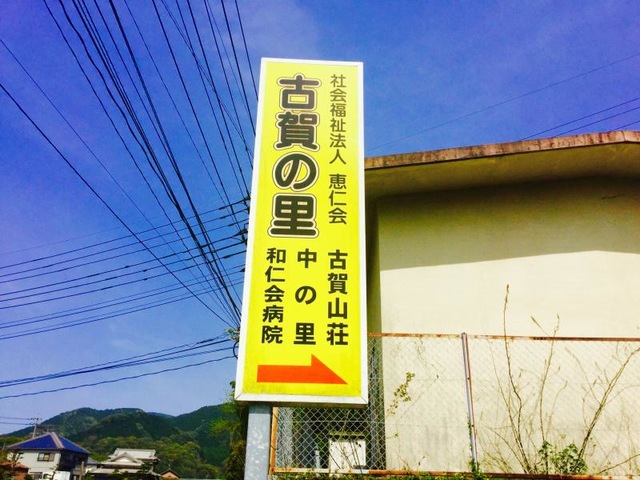 社会福祉法人 恵仁会
古賀の里
古賀山荘
中の里
和仁会病院